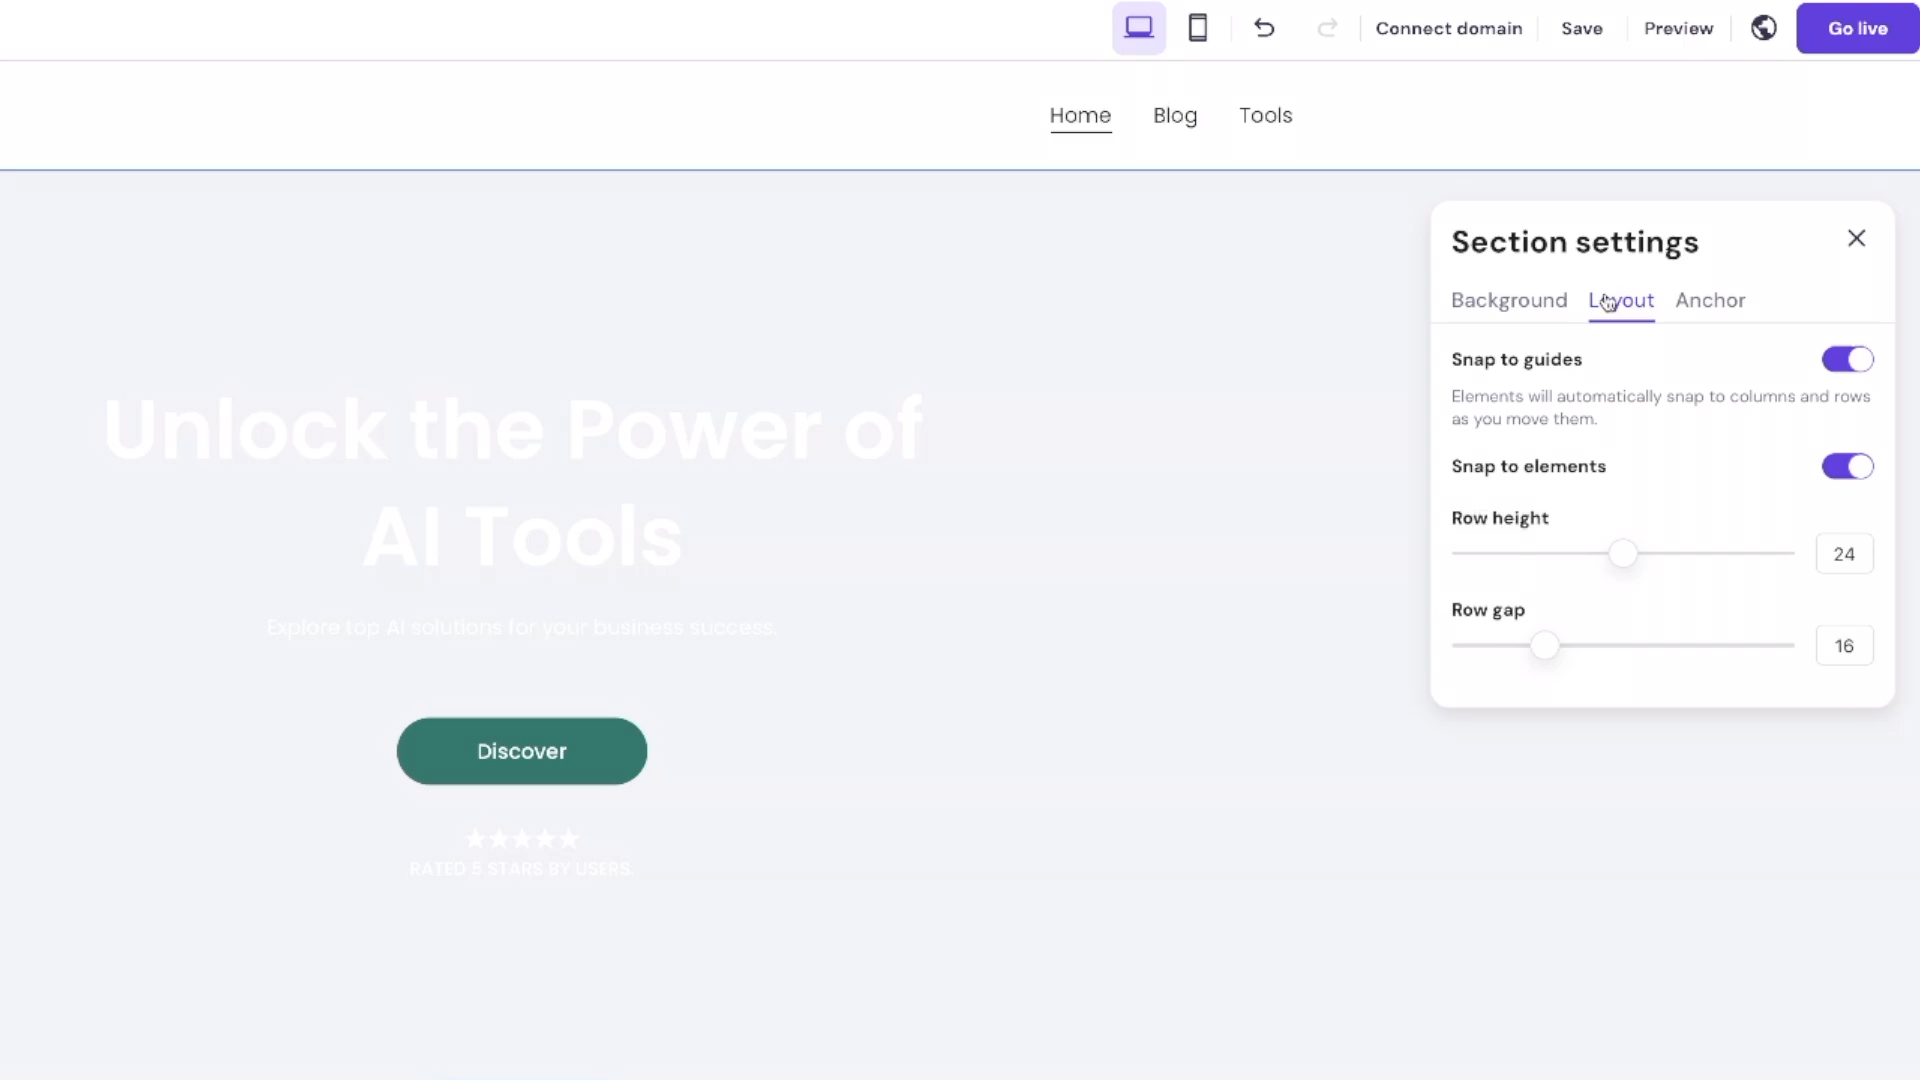 Connect domain
Save
Preview
Go live
Home
Blog
Tools
Section settings
Background
Layout
Anchor
Snap to guides
Elements will automatically snap to columns and rows
as you move them.
Snap to elements
Row height
24
Row gap
16
Unlock the Power of
AI Tools
Explore top AI solutions for your business success.
Discover
★★★★★
RATED 5 STARS BY USERS.